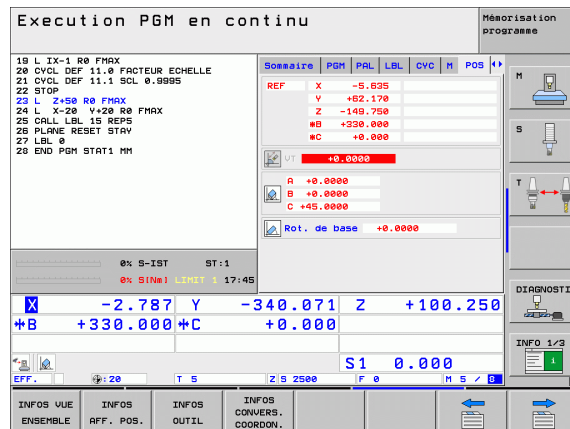 Execution PGM en continu
Mémorisation
programme
19 L IX-1 R0 FMAX
20 CYCL DEF 11.0 FACTEUR ECHELLE
21 CYCL DEF 11.1 SCL 0.9995
22 STOP
23 L Z+50 R0 FMAX
24 L X-20 Y+20 R0 FMAX
25 CALL LBL 15 REP5
26 PLANE RESET STAY
27 LBL 0
28 END PGM STAT1 MM
Sommaire PGM PAL LBL CYC M POS
REF X -5.635
Y +62.170
Z -149.750
*B +330.000
*C +0.000
VT +0.0000
A +0.0000
B +0.0000
C +45.0000
Rot. de base +0.0000
0% S-IST ST:1
0% S[Nm] LIMIT 1 17:45
X -2.787 Y -340.071 Z +100.250
*B +330.000 *C +0.000
S1 0.000
EFF. :20 T 5 Z S 2500 F 0 M 5 / 8
M
S
T
DIAGNOSTI
INFO 1/3
INFOS VUE
ENSEMBLE
INFOS
AFF. POS.
INFOS
OUTIL
INFOS
CONVERS.
COORDON.